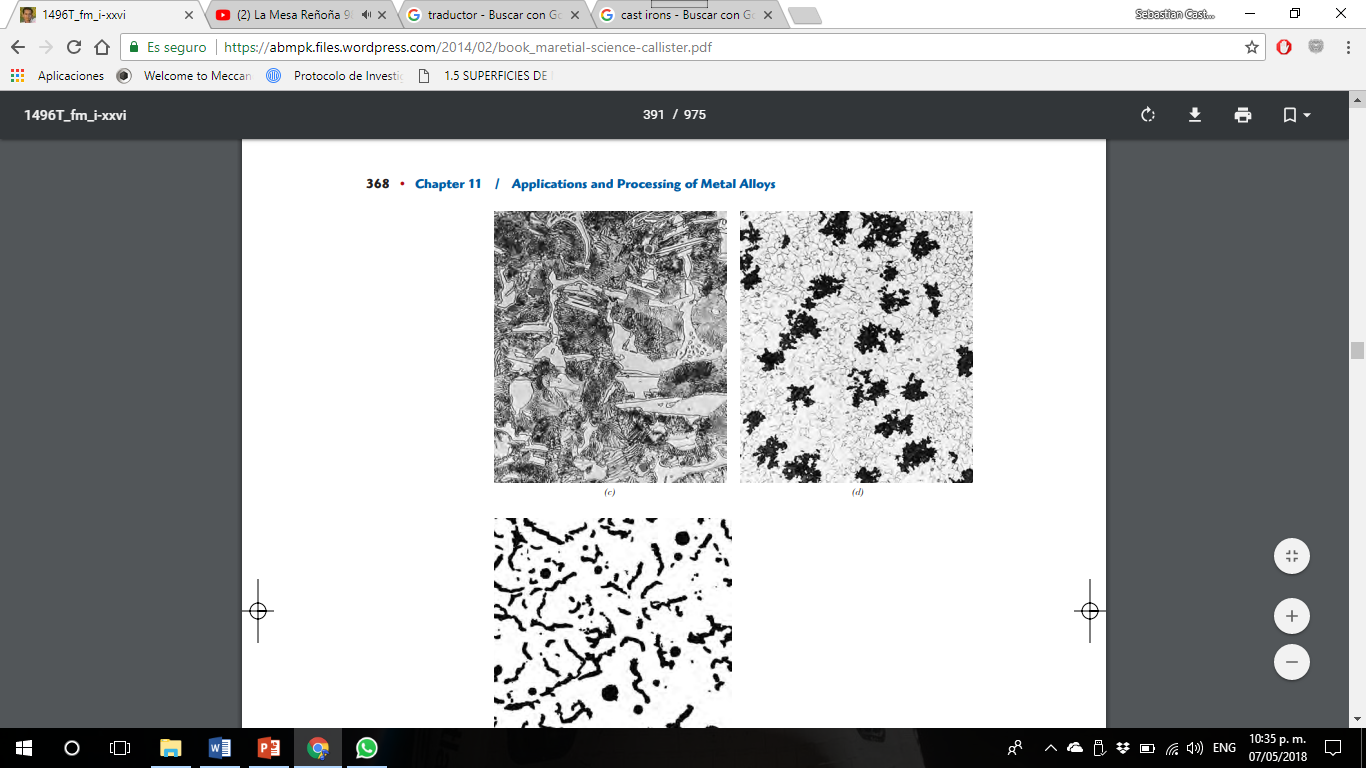 1496T_fm_i-xxvi
(2) La Mesa Reñoña 9
traductor - Buscar con Go
cast irons - Buscar con Go
Sebastian Cast...
Es seguro
https://abmpk.files.wordpress.com/2014/02/book_maretial-science-callister.pdf
Aplicaciones
Welcome to Meccan
Protocolo de Investi
1.5 SUPERFICIES DE
1496T_fm_i-xxvi
391 / 975
368 • Chapter 11 / Applications and Processing of Metal Alloys
(c)
(d)
ENG
10:35 p. m.
07/05/2018